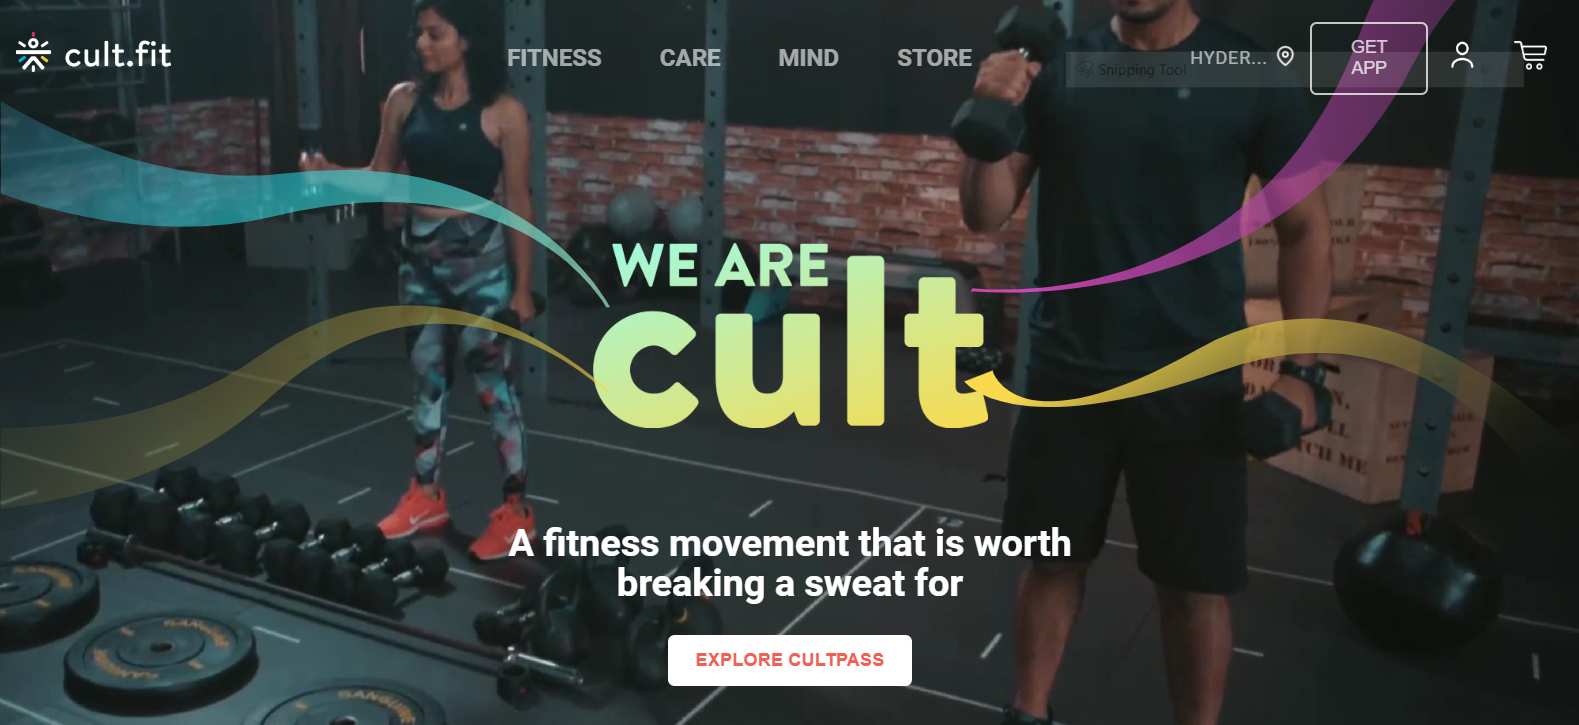 cult.fit
FITNESS
CARE
MIND
STORE
Snipping Tool
HYDER...
GET
APP
WE ARE
cult
A fitness movement that is worth
breaking a sweat for
EXPLORE CULTPASS